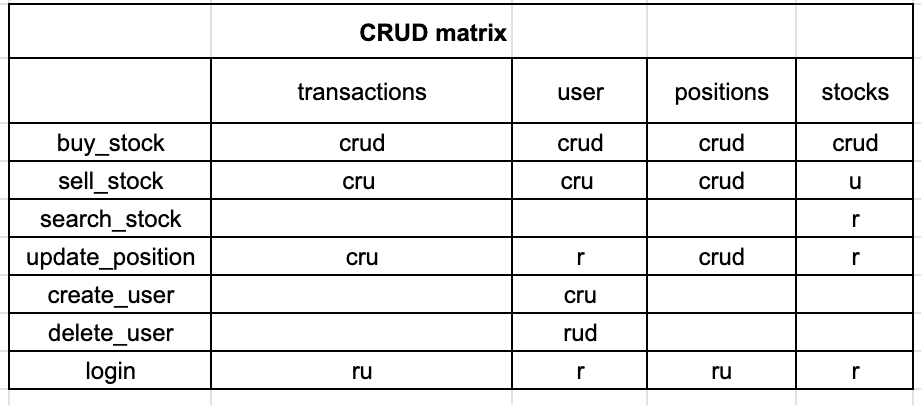 CRUD matrix
transactions user positions stocks
buy_stock crud crud crud crud
sell_stock cru cru crud u
search_stock r
update_position cru r crud r
create_user cru
delete_user rud
login ru r ru r